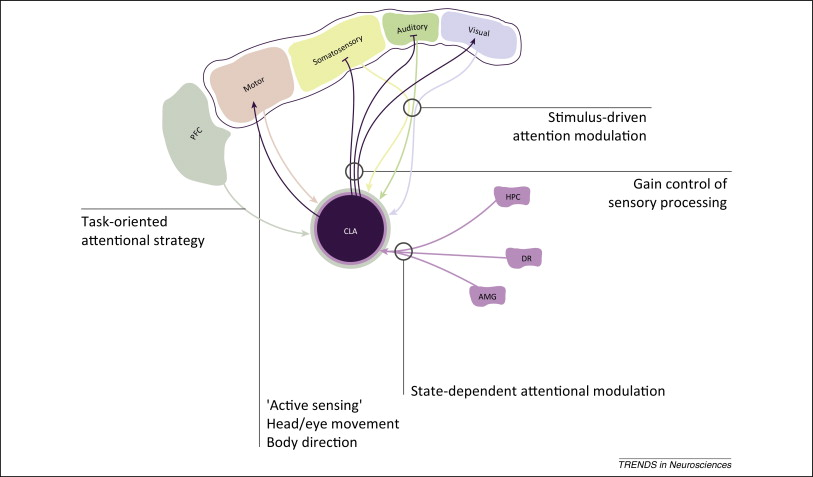 Auditory
Visual
Somatosensory
Motor
PFC
Stimulus-driven
attention modulation
Gain control of
sensory processing
HPC
Task-oriented
attentional strategy
CLA
DR
AMG
State-dependent attentional modulation
'Active sensing'
Head/eye movement
Body direction
TRENDS in Neurosciences